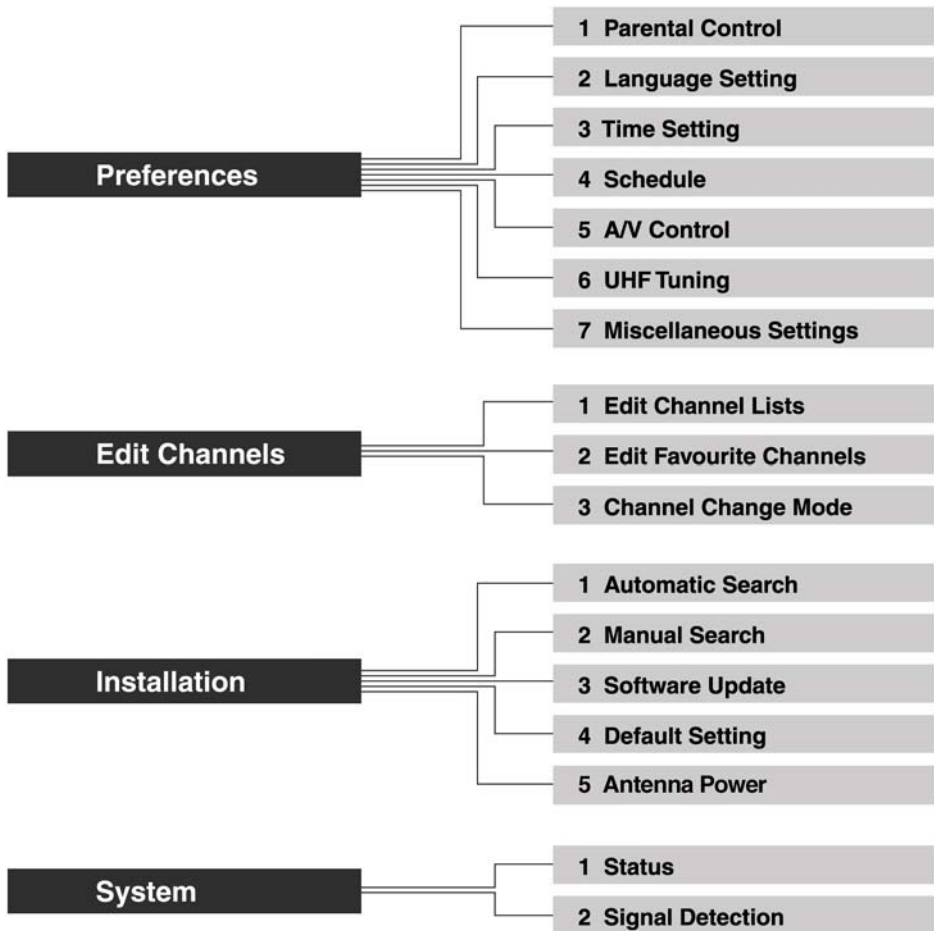 Preferences
1 Parental Control
2 Language Setting
3 Time Setting
4 Schedule
5 A/V Control
6 UHF Tuning
7 Miscellaneous Settings
Edit Channels
1 Edit Channel Lists
2 Edit Favourite Channels
3 Channel Change Mode
Installation
1 Automatic Search
2 Manual Search
3 Software Update
4 Default Setting
5 Antenna Power
System
1 Status
2 Signal Detection